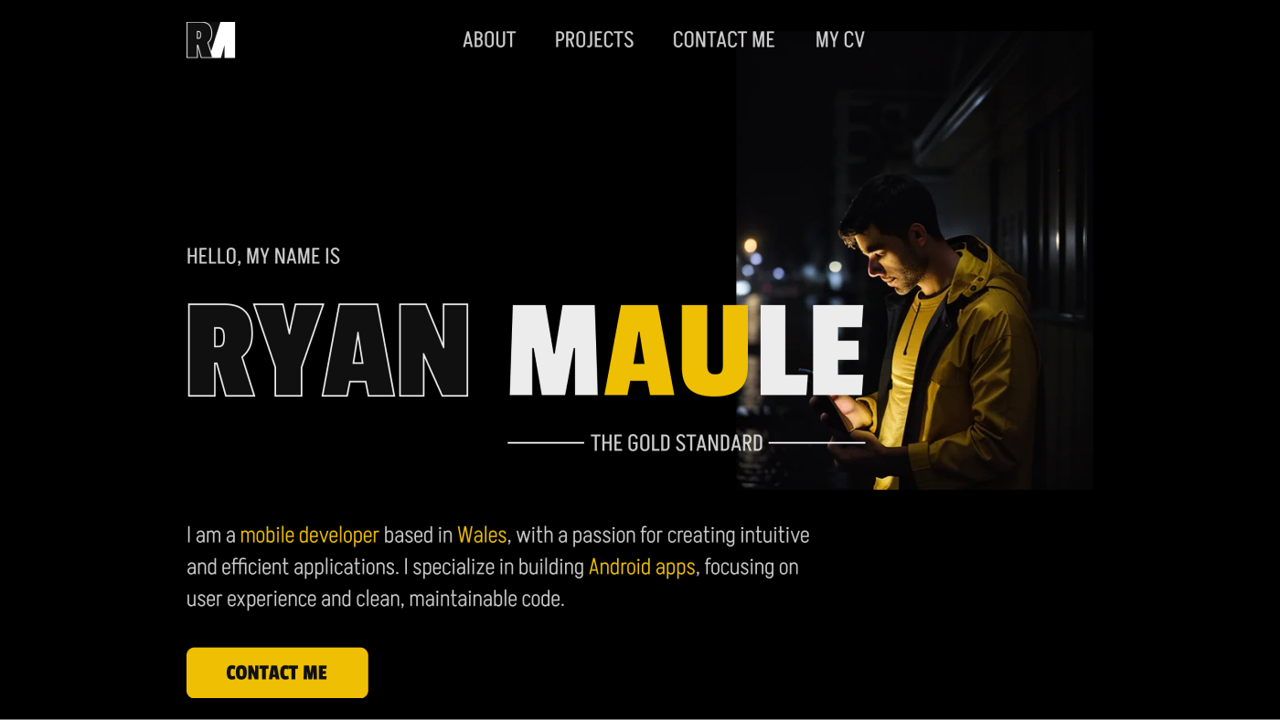 RM
ABOUT PROJECTS CONTACT ME MY CV
HELLO, MY NAME IS
RYAN MAULE
THE GOLD STANDARD
I am a mobile developer based in Wales, with a passion for creating intuitive
and efficient applications. I specialize in building Android apps, focusing on
user experience and clean, maintainable code.
CONTACT ME